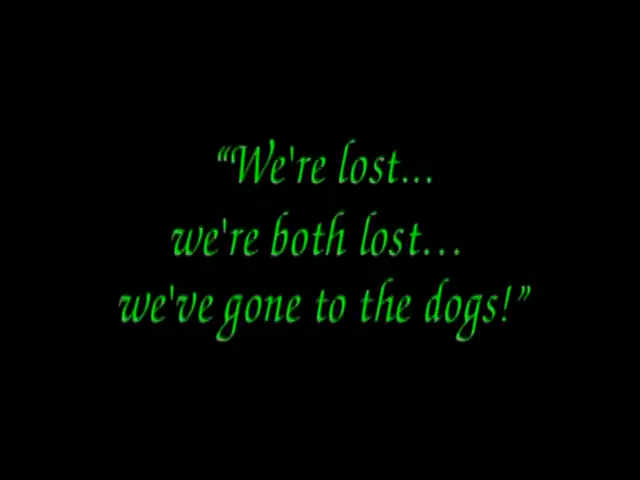 “We're lost...
we're both lost...
we've gone to the dogs!”